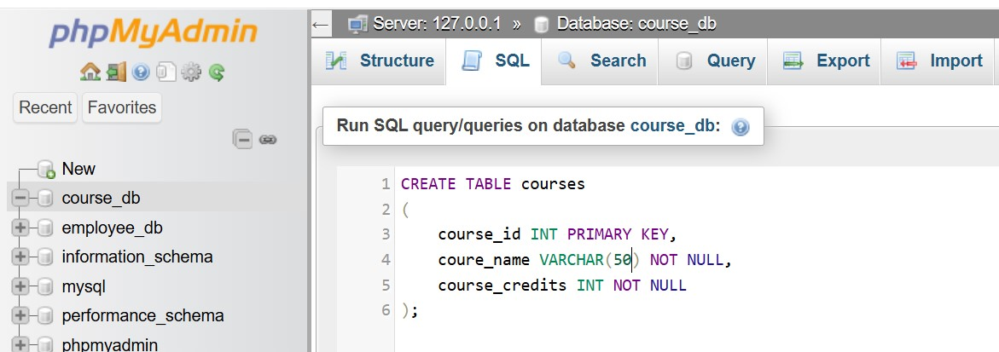 phpMyAdmin
Recent Favorites
New
course_db
employee_db
information_schema
mysql
performance_schema
phpmyadmin
← Server: 127.0.0.1 » Database: course_db
Structure SQL Search Query Export Import
Run SQL query/queries on database course_db:
1 CREATE TABLE courses
2 (
3 course_id INT PRIMARY KEY,
4 coure_name VARCHAR(50) NOT NULL,
5 course_credits INT NOT NULL
6 );